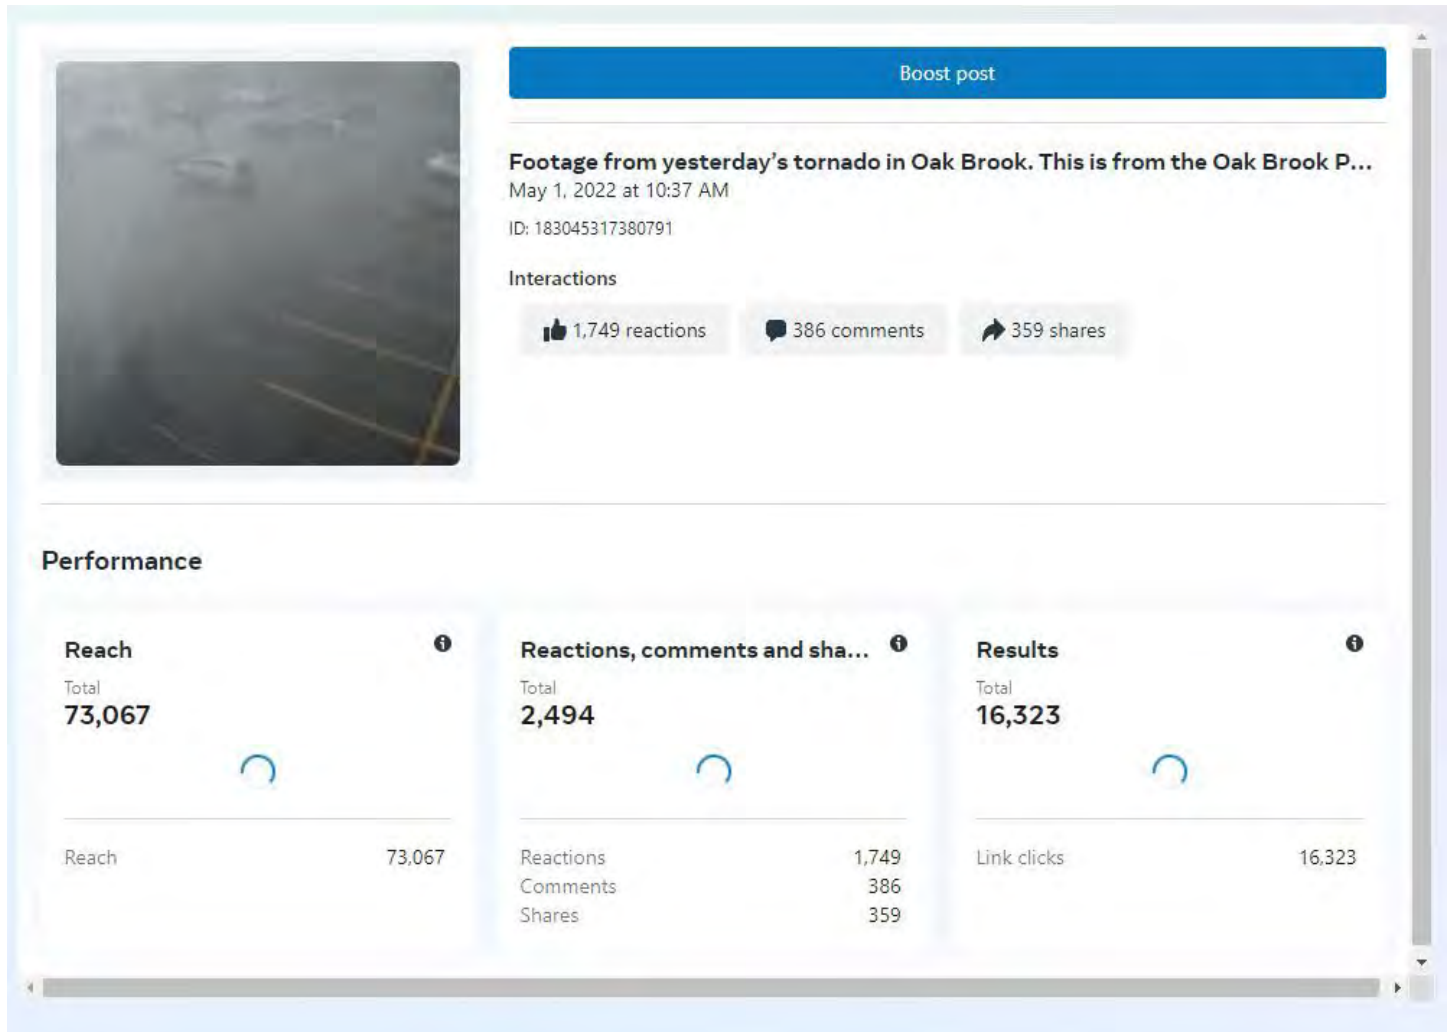 Boost post
Footage from yesterday's tornado in Oak Brook. This is from the Oak Brook P...
May 1, 2022 at 10:37 AM
ID: 183045317380791
Interactions
1,749 reactions 386 comments 359 shares
Performance
Reach
Total
73,067
Reach 73,067
Reactions, comments and sha...
Total
2,494
Reactions 1,749
Comments 386
Shares 359
Results
Total
16,323
Link clicks 16,323